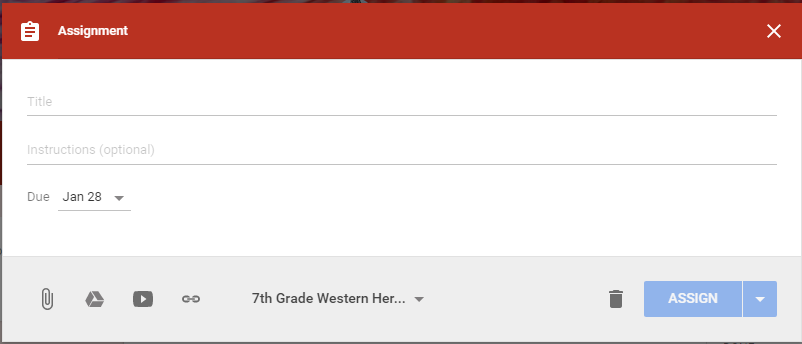 Assignment
Title
Instructions (optional)
Due Jan 28
7th Grade Western Her... ASSIGN